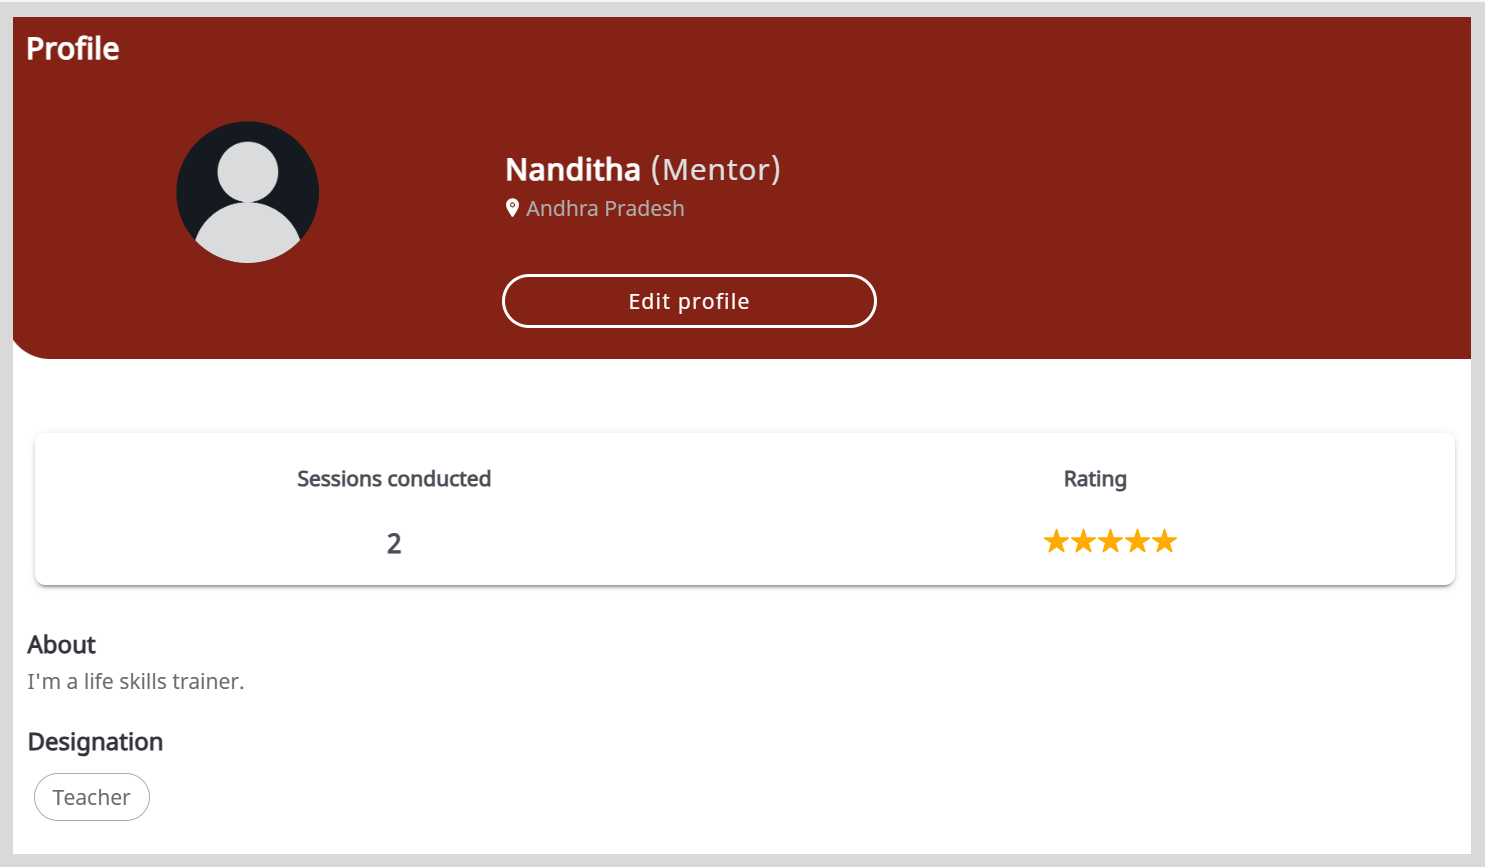 Profile
Nanditha (Mentor)
Andhra Pradesh
Edit profile
Sessions conducted
Rating
2
About
I'm a life skills trainer.
Designation
Teacher